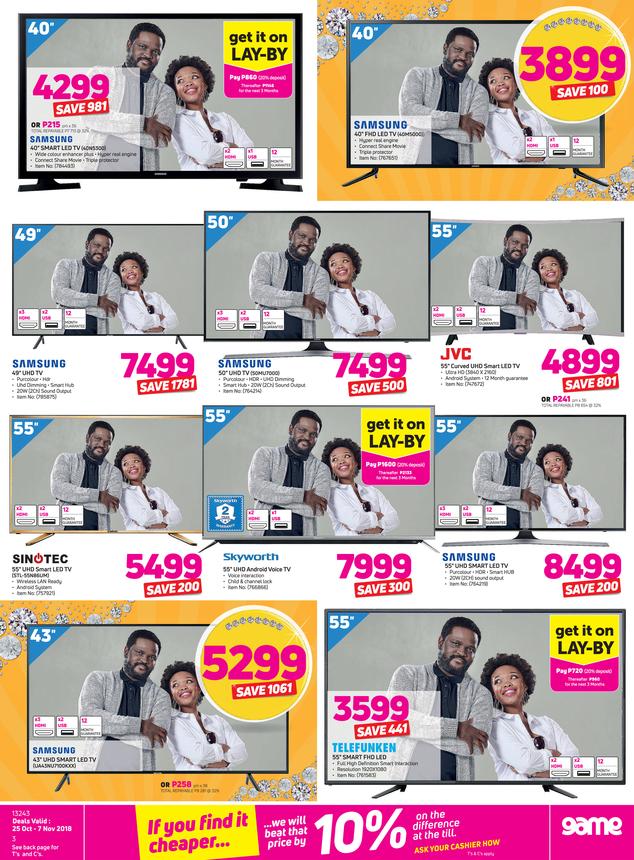 40"
get it on
LAY-BY
Pay P860 (20% deposit)
Thereafter P1146
for the next 3 Months
4299
SAVE 981
OR P215 pm x 36
TOTAL REPAYABLE P7 713 @ 32%
SAMSUNG
40" SMART LED TV (40N5300)
• Wide colour enhancer plus • Hyper real engine
• Connect Share Movie • Triple protector
• Item No: (784493)
x2 HDMI
x1 USB
12 MONTH GUARANTEE
40"
3899
SAVE 100
SAMSUNG
40" FHD LED TV (40M5000)
• Hyper real engine
• Connect Share Movie
• Triple protector
• Item No: (767651)
x2 HDMI
x1 USB
12 MONTH GUARANTEE
49"
x3 HDMI
x2 USB
12 MONTH GUARANTEE
SAMSUNG
49" UHD TV
• Purcolour • Hdr
• Uhd Dimming • Smart Hub
• 20W (2Ch) Sound Output
• Item No: (785875)
7499
SAVE 1781
50"
x3 HDMI
x2 USB
12 MONTH GUARANTEE
SAMSUNG
50" UHD TV (50MU7000)
• Purcolour • HDR • UHD Dimming
• Smart Hub • 20W (2Ch) Sound Output
• Item No: (764214)
7499
SAVE 500
55"
x2 HDMI
x2 USB
12 MONTH GUARANTEE
JVC
55" Curved UHD Smart LED TV
• Ultra HD (3840 X 2160)
• Android System • 12 Month guarantee
• Item No: (747672)
4899
SAVE 801
OR P241 pm x 36
TOTAL REPAYABLE P8 654 @ 32%
55"
x2 HDMI
x2 USB
12 MONTH GUARANTEE
SINOTEC
55" UHD Smart LED TV
(STL-55N86UM)
• Wireless LAN Ready
• Android System
• Item No: (757921)
5499
SAVE 200
55"
get it on
LAY-BY
Pay P1600 (20% deposit)
Thereafter P2133
for the next 3 Months
Skyworth
2
x2 HDMI
x1 USB
Skyworth
55" UHD Android Voice TV
• Voice interaction
• Child & channel lock
• Item No: (766866)
7999
SAVE 300
55"
x3 HDMI
x2 USB
12 MONTH GUARANTEE
SAMSUNG
55" UHD SMART LED TV
• Purcolour • HDR • Smart HUB
• 20W (2CH) sound output
• Item No: (764219)
8499
SAVE 200
43"
5299
SAVE 1061
x3 HDMI
x2 USB
12 MONTH GUARANTEE
SAMSUNG
43" UHD SMART LED TV
(UA43NU7100KXX)
OR P258 pm x 36
TOTAL REPAYABLE P9 281 @ 32%
55"
get it on
LAY-BY
Pay P720 (20% deposit)
Thereafter P960
for the next 3 Months
3599
SAVE 441
TELEFUNKEN
55" SMART FHD LED
• Full High Definition Smart Interaction
• Resolution 1920X1080
• Item No: (761583)
x2 HDMI
x2 USB
12 MONTH GUARANTEE
13243
Deals Valid :
25 Oct - 7 Nov 2018
3
See back page for
T's and C's.
If you find it
cheaper...
...we will
beat that
price by
10%
on the
difference
at the till.
ASK YOUR CASHIER HOW
T's & C's apply
game